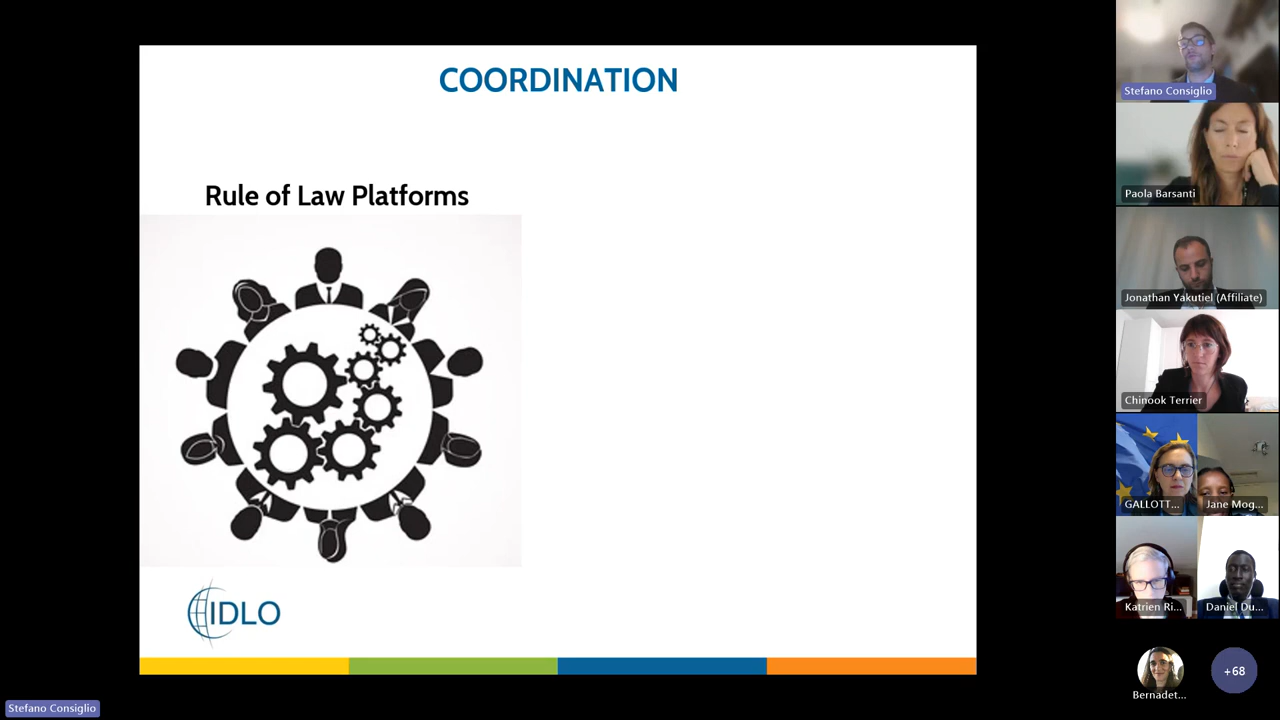 COORDINATION
Rule of Law Platforms
IDLO
Stefano Consiglio
Paola Barsanti
Jonathan Yakutiel (Affiliate)
Chinook Terrier
GALLOTT...
Jane Mog...
Katrien Ri...
Daniel Du...
Bernadet...
+68
Stefano Consiglio